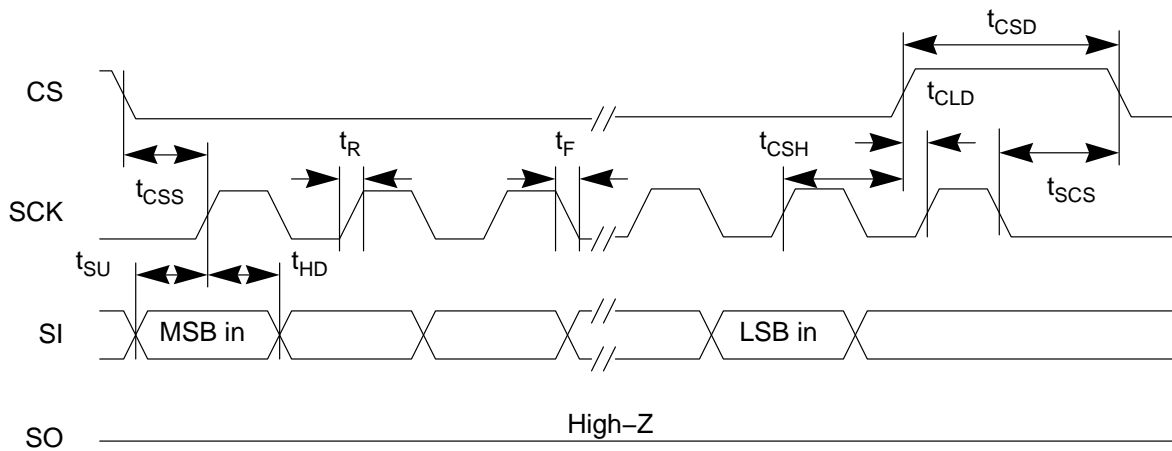 tCSD
CS
tCLD
tR
tF
tCSH
tCSS
tSCS
SCK
tSU
tHD
SI
MSB in
LSB in
High–Z
SO